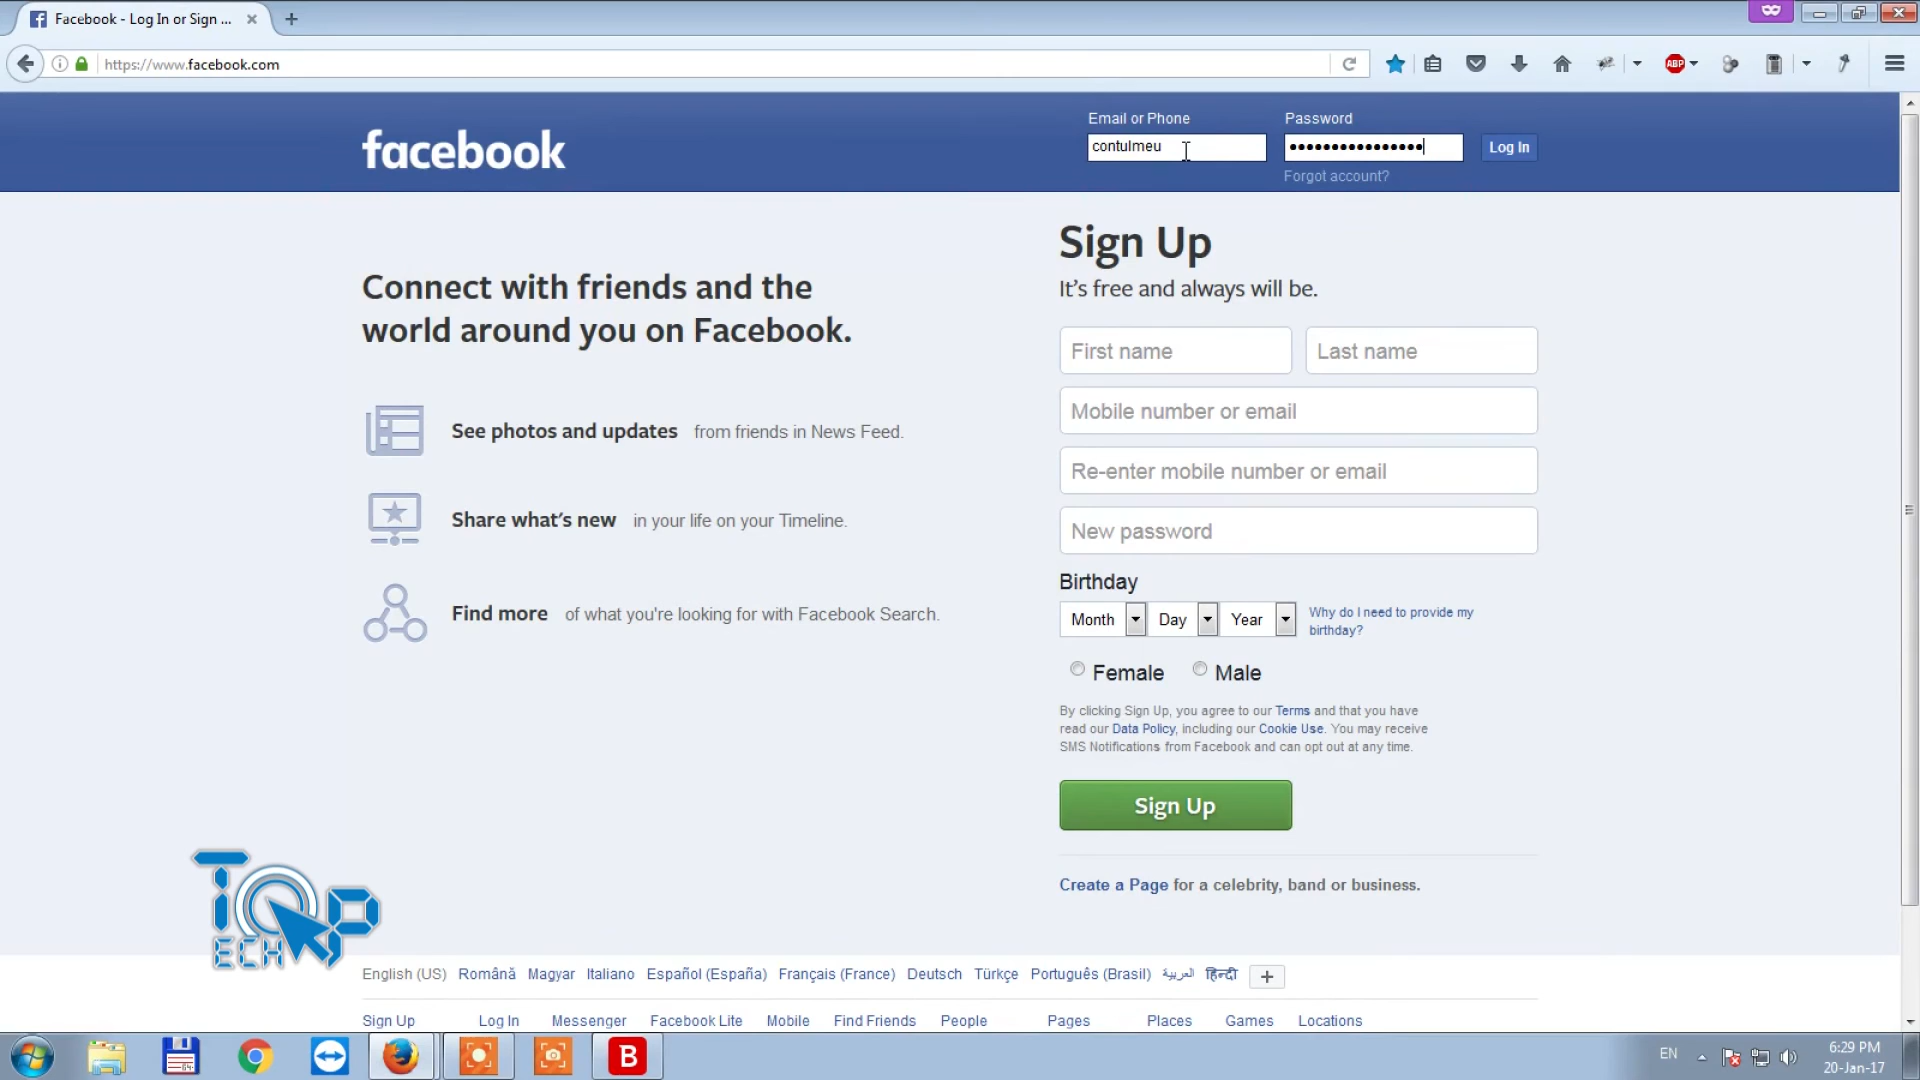 Facebook - Log In or Sign ...
https://www.facebook.com
ABP
facebook
Email or Phone
Password
contulmeu
Log In
Forgot account?
Sign Up
It's free and always will be.
Connect with friends and the
world around you on Facebook.
First name
Last name
Mobile number or email
Re-enter mobile number or email
New password
See photos and updates from friends in News Feed.
Share what's new in your life on your Timeline.
Find more of what you're looking for with Facebook Search.
Birthday
Month
Day
Year
Why do I need to provide my
birthday?
Female
Male
By clicking Sign Up, you agree to our Terms and that you have
read our Data Policy, including our Cookie Use. You may receive
SMS Notifications from Facebook and can opt out at any time.
Sign Up
Create a Page for a celebrity, band or business.
TOP
TECH
English (US) Română Magyar Italiano Español (España) Français (France) Deutsch Türkçe Português (Brasil) العربية हिन्दी
Sign Up Log In Messenger Facebook Lite Mobile Find Friends People Pages Places Games Locations
64
B
EN
6:29 PM
20-Jan-17